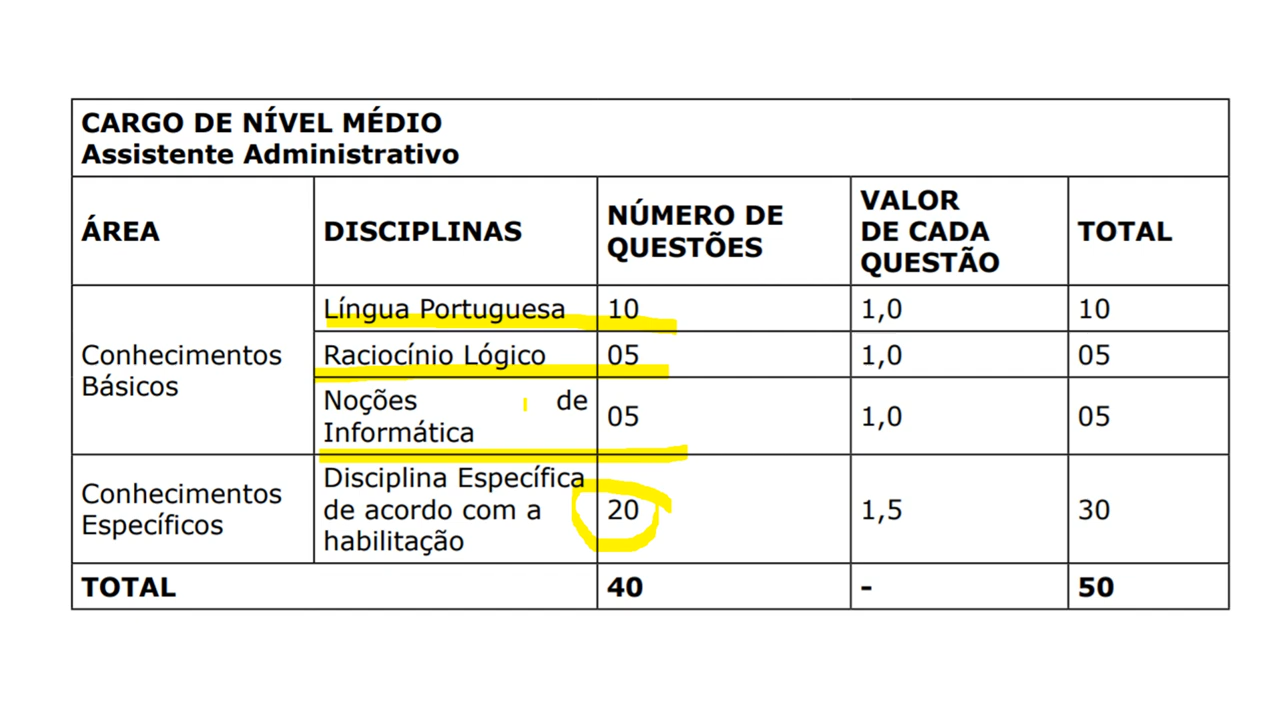 CARGO DE NÍVEL MÉDIO
Assistente Administrativo
ÁREA
DISCIPLINAS
NÚMERO DE
QUESTÕES
VALOR
DE CADA
QUESTÃO
TOTAL
Conhecimentos
Básicos
Língua Portuguesa
10
1,0
10
Raciocínio Lógico
05
1,0
05
Noções de
Informática
05
1,0
05
Conhecimentos
Específicos
Disciplina Específica
de acordo com a
habilitação
20
1,5
30
TOTAL
40
-
50